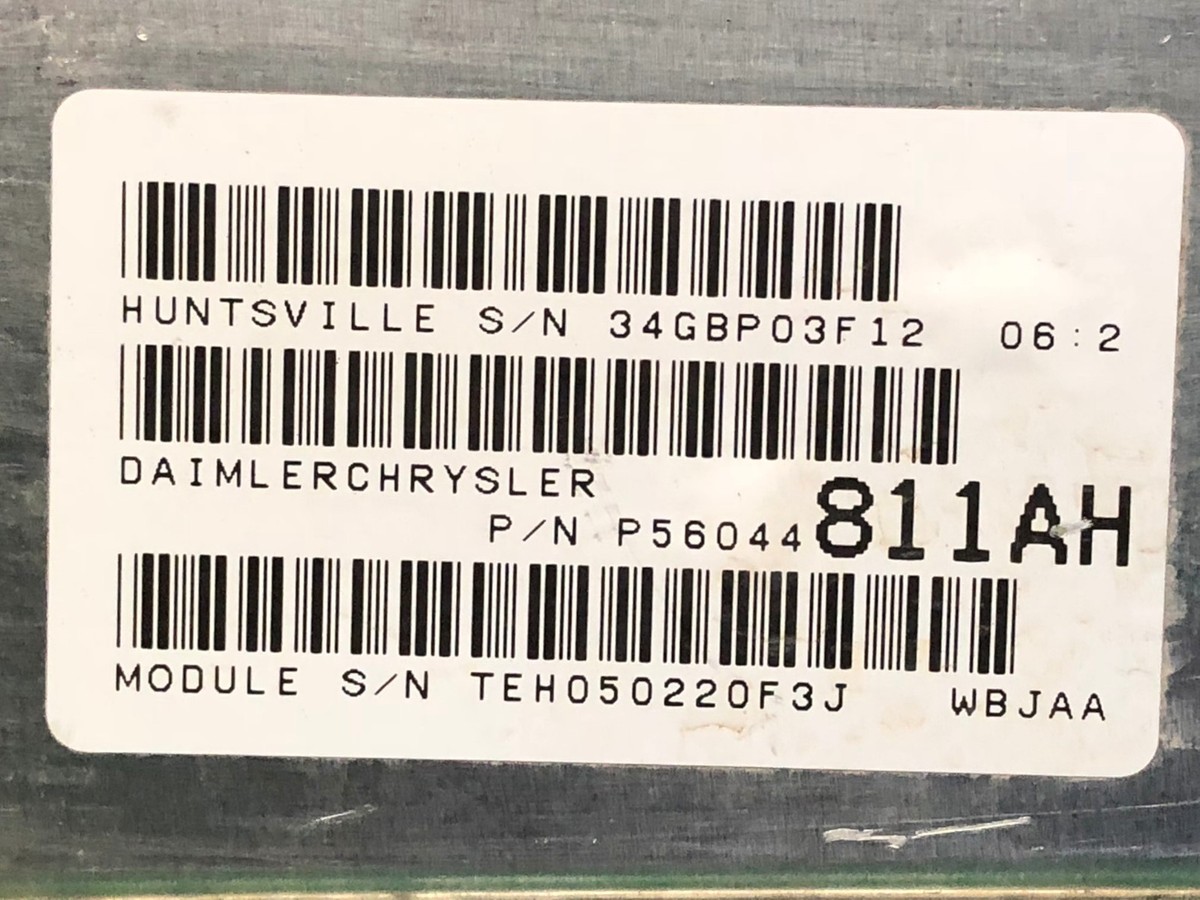 HUNTSVILLE S/N 34GBP03F12 06:2
DAIMLERCHRYSLER
P/N P56044811AH
MODULE S/N TEH050220F3J WBJAA